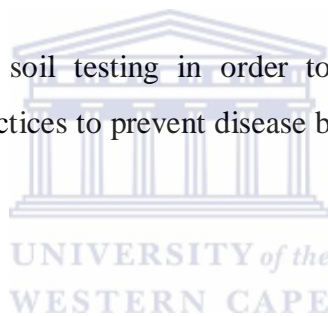 soil testing in order to
ctices to prevent disease b
UNIVERSITY of the
WESTERN CAPE